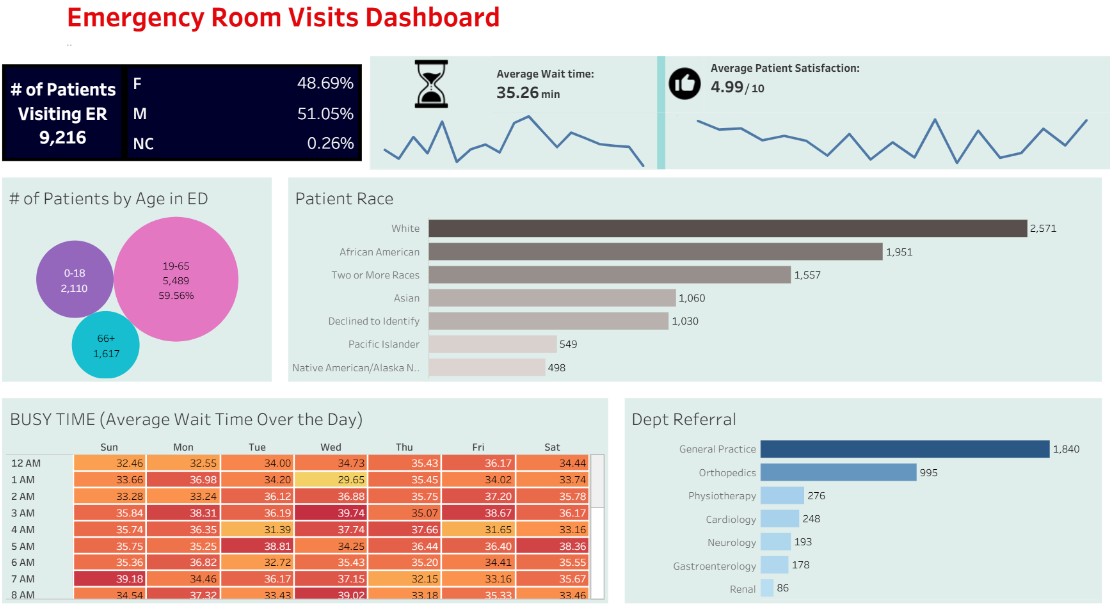 Emergency Room Visits Dashboard
..
# of Patients
Visiting ER
9,216
F 48.69%
M 51.05%
NC 0.26%
Average Wait time:
35.26 min
Average Patient Satisfaction:
4.99 / 10
# of Patients by Age in ED
0-18
2,110
19-65
5,489
59.56%
66+
1,617
Patient Race
White 2,571
African American 1,951
Two or More Races 1,557
Asian 1,060
Declined to Identify 1,030
Pacific Islander 549
Native American/Alaska N.. 498
BUSY TIME (Average Wait Time Over the Day)
Sun Mon Tue Wed Thu Fri Sat
12 AM 32.46 32.55 34.00 34.73 35.43 36.17 34.44
1 AM 33.66 36.98 34.20 29.65 35.45 34.02 33.74
2 AM 33.28 33.24 36.12 36.88 35.75 37.20 35.78
3 AM 35.84 38.31 36.19 39.74 35.07 38.67 36.17
4 AM 35.74 36.35 31.39 37.74 37.66 31.65 33.16
5 AM 35.75 35.25 38.81 34.25 36.44 36.40 38.36
6 AM 35.36 36.82 32.72 35.43 35.20 34.41 35.55
7 AM 39.18 34.46 36.17 37.15 32.15 33.16 35.67
8 AM 34.54 37.32 33.43 39.02 33.18 35.33 33.46
Dept Referral
General Practice 1,840
Orthopedics 995
Physiotherapy 276
Cardiology 248
Neurology 193
Gastroenterology 178
Renal 86